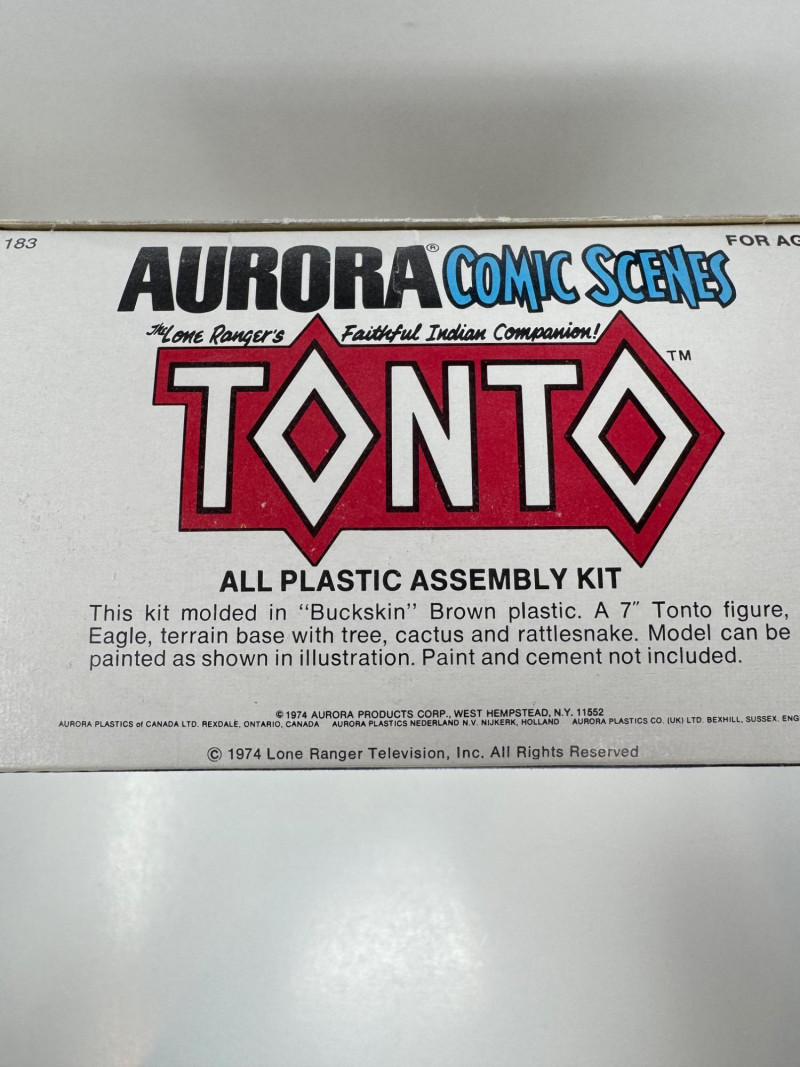 183
FOR AG
AURORA® COMIC SCENES
The Lone Ranger's Faithful Indian Companion!
TONTO™
ALL PLASTIC ASSEMBLY KIT
This kit molded in “Buckskin” Brown plastic. A 7″ Tonto figure,
Eagle, terrain base with tree, cactus and rattlesnake. Model can be
painted as shown in illustration. Paint and cement not included.
© 1974 AURORA PRODUCTS CORP., WEST HEMPSTEAD, N.Y. 11552
AURORA PLASTICS of CANADA LTD. REXDALE, ONTARIO, CANADA AURORA PLASTICS NEDERLAND N.V. NIJKERK, HOLLAND AURORA PLASTICS CO. (UK) LTD. BEXHILL, SUSSEX. ENG
© 1974 Lone Ranger Television, Inc. All Rights Reserved